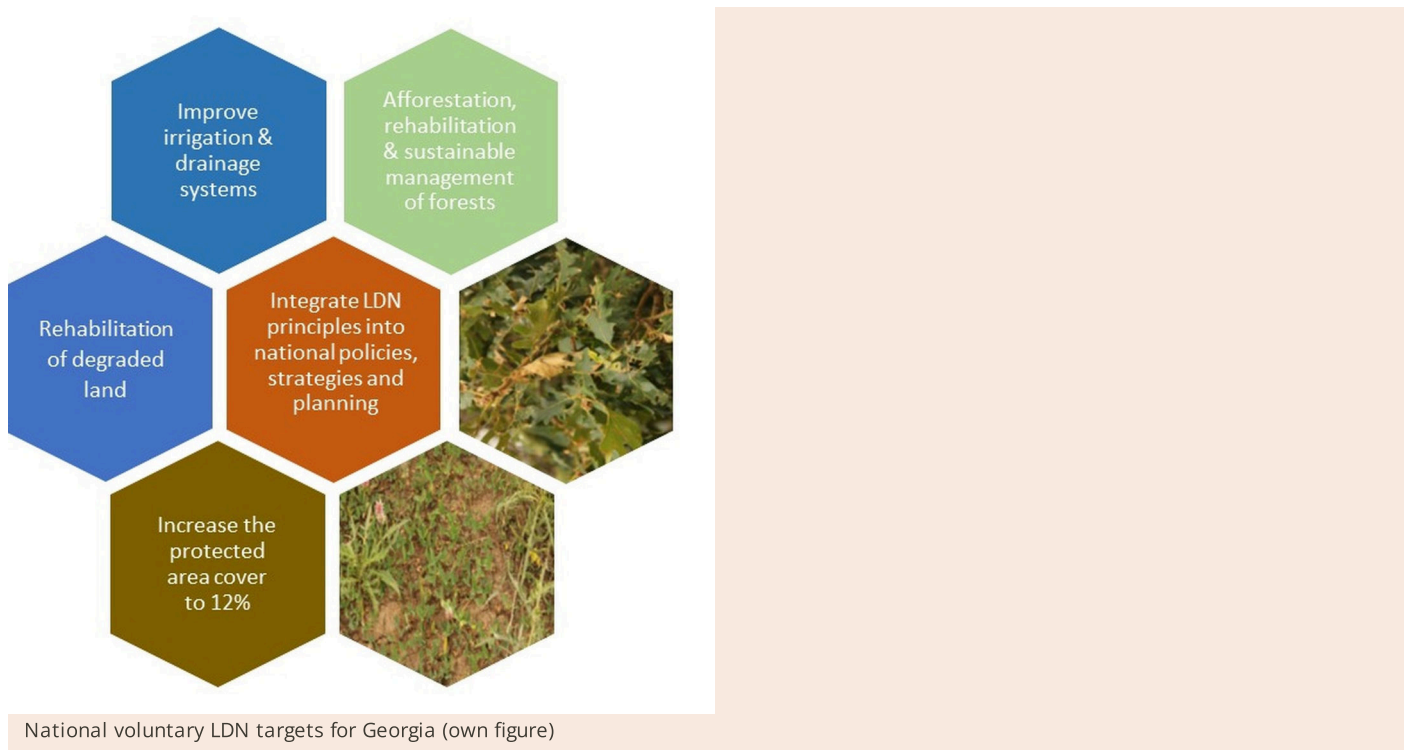 Improve
irrigation &
drainage
systems
Afforestation,
rehabilitation
& sustainable
management
of forests
Rehabilitation
of degraded
land
Integrate LDN
principles into
national policies,
strategies and
planning
Increase the
protected
area cover
to 12%
National voluntary LDN targets for Georgia (own figure)